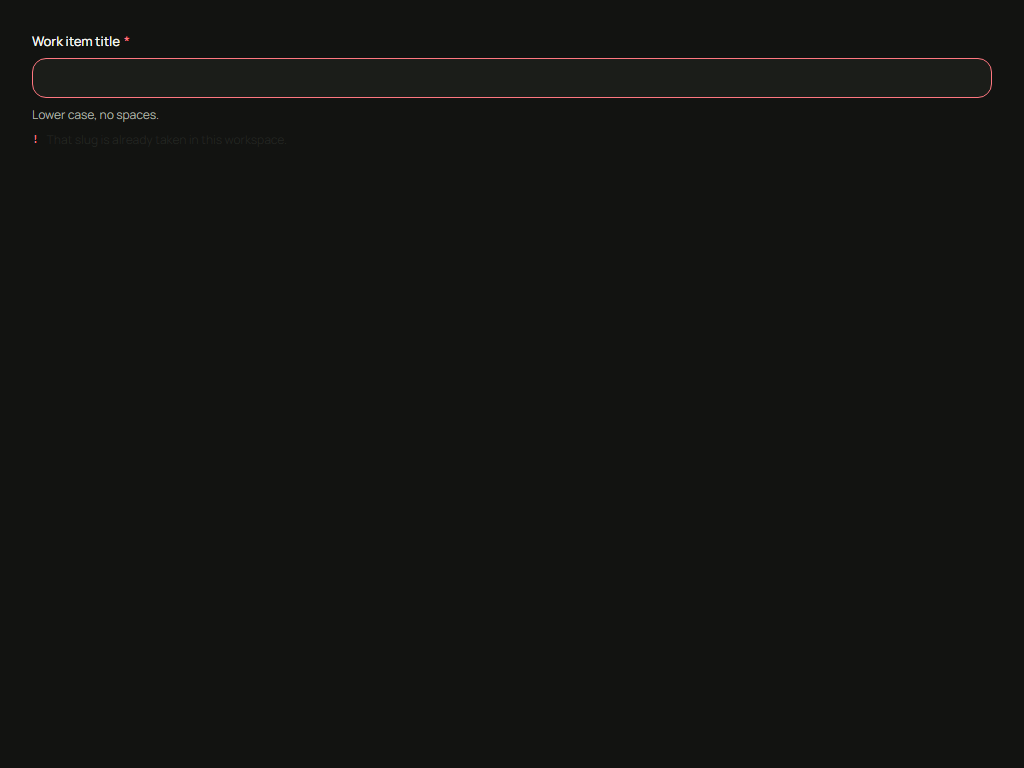 Work item title *
Lower case, no spaces.
! That slug is already taken in this workspace.